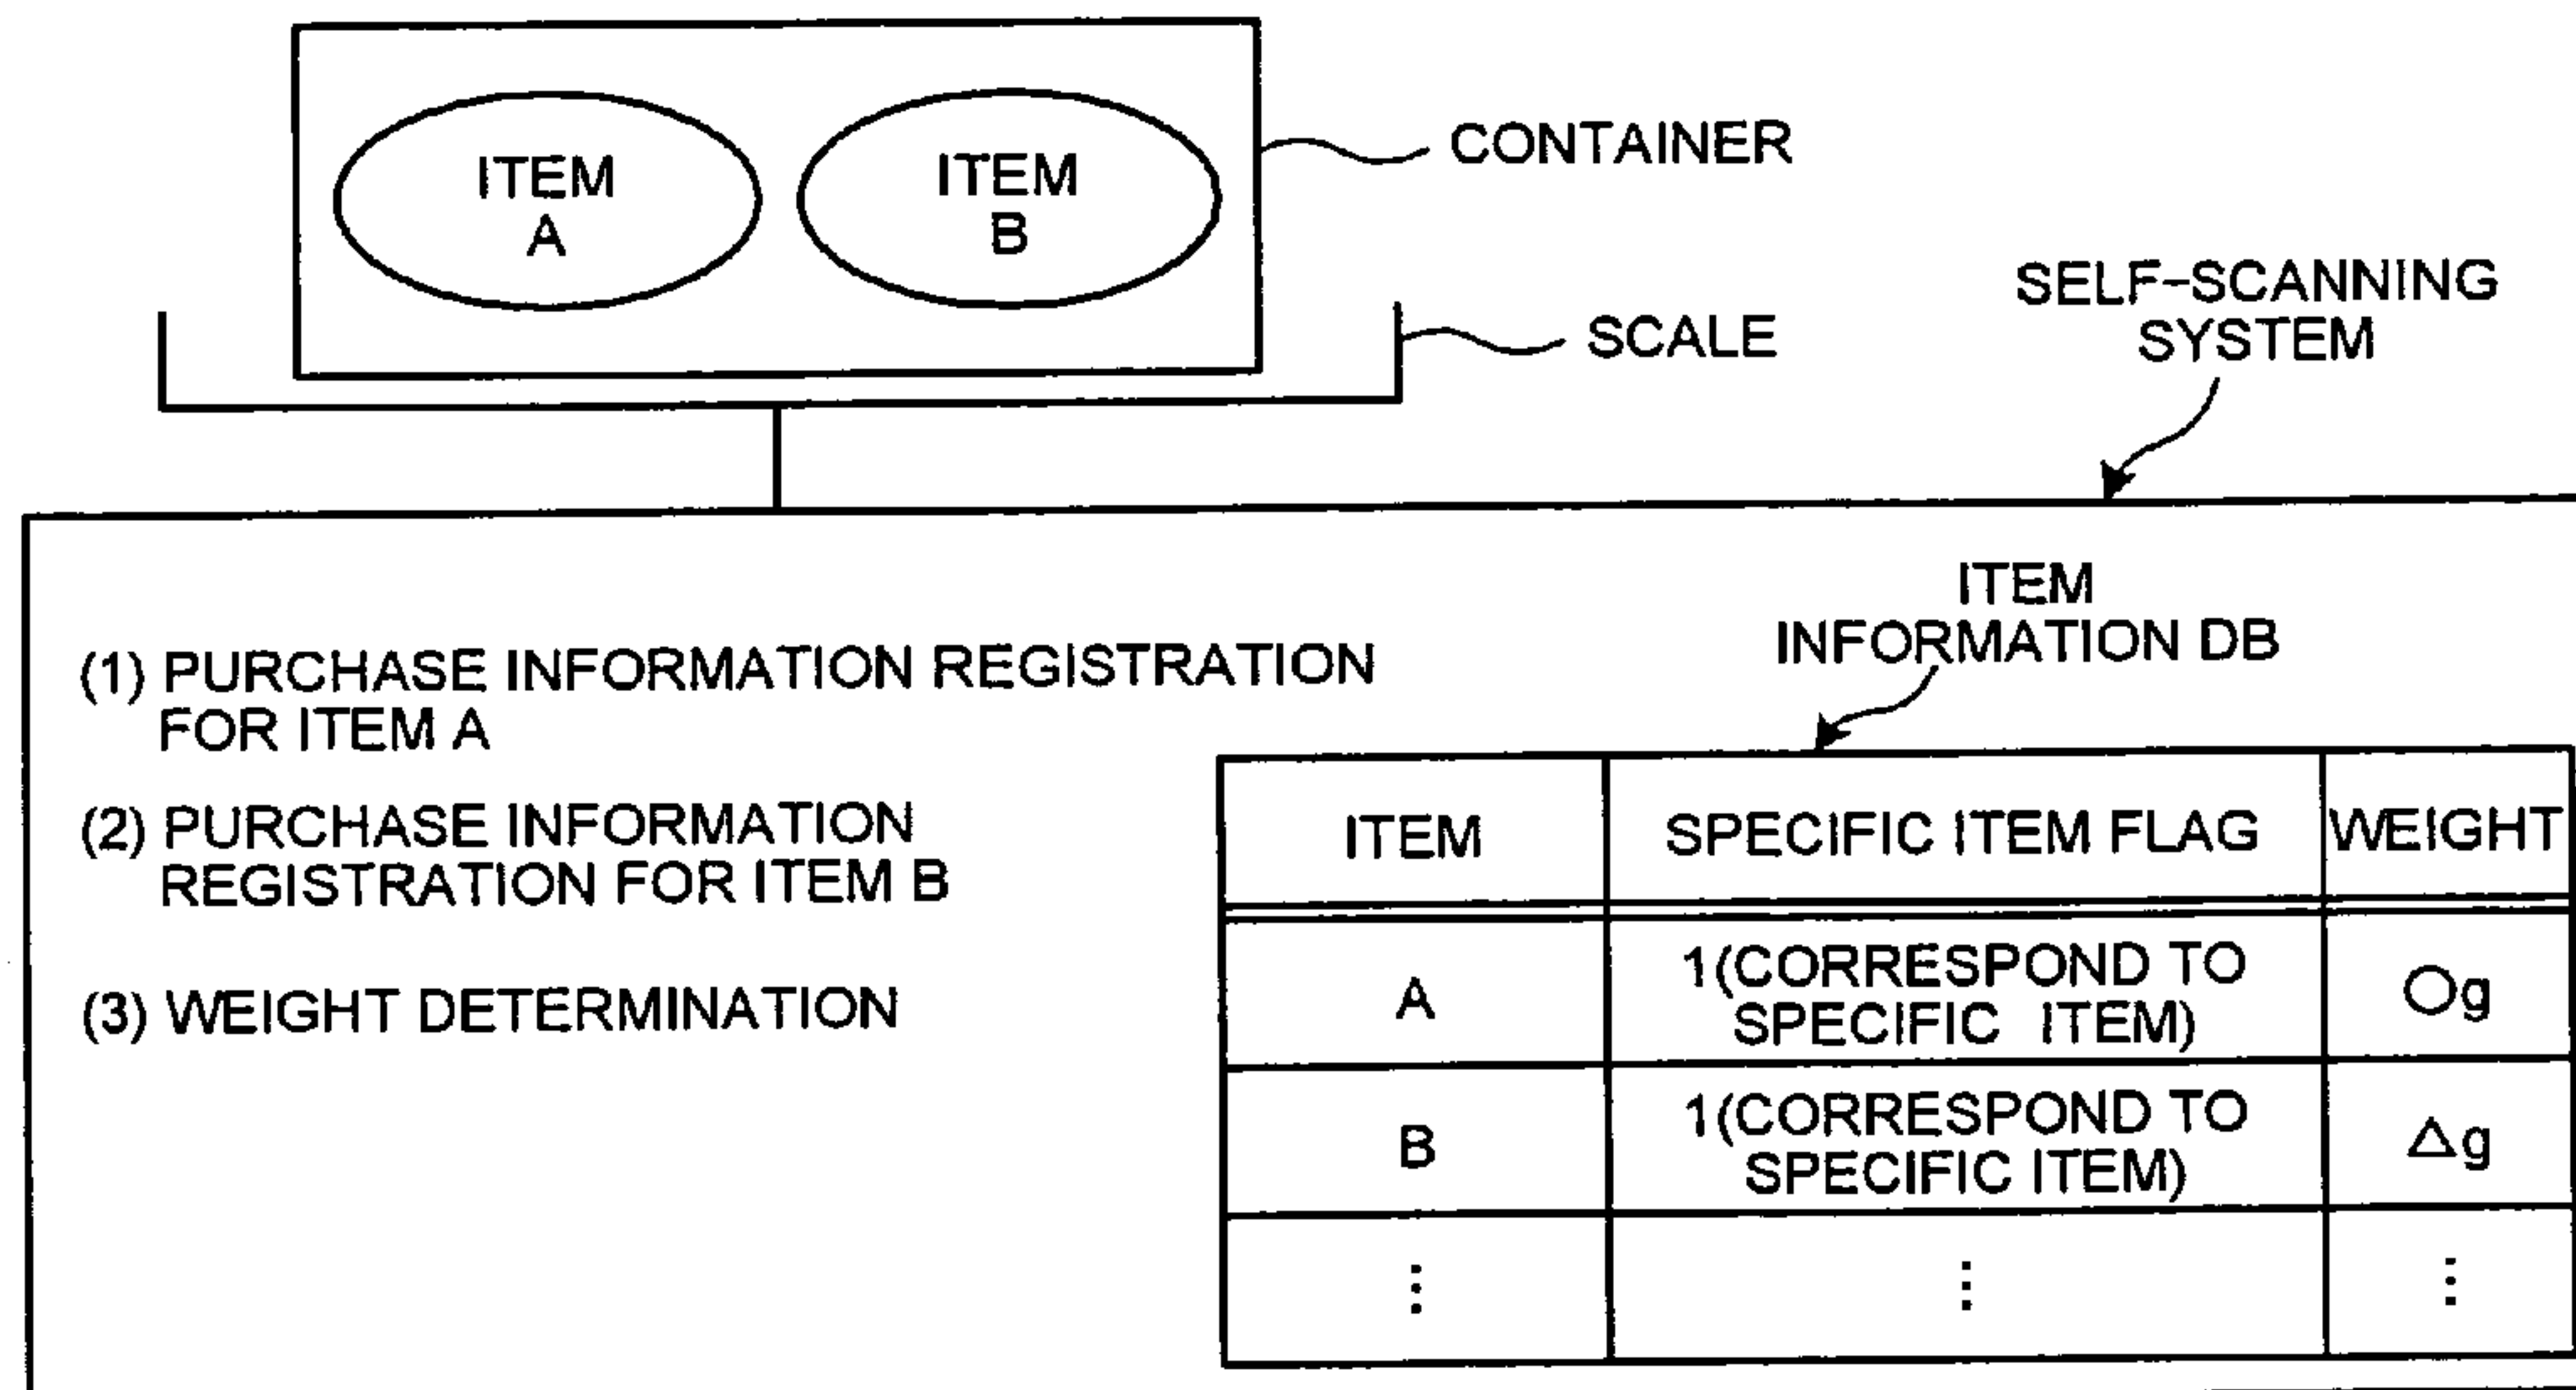 ITEM
A
ITEM
B
CONTAINER
SCALE
SELF-SCANNING
SYSTEM
ITEM
INFORMATION DB
(1) PURCHASE INFORMATION REGISTRATION
FOR ITEM A
(2) PURCHASE INFORMATION
REGISTRATION FOR ITEM B
(3) WEIGHT DETERMINATION
ITEM SPECIFIC ITEM FLAG WEIGHT
A 1(CORRESPOND TO
SPECIFIC ITEM) ○g
B 1(CORRESPOND TO
SPECIFIC ITEM) △g
⋮ ⋮ ⋮